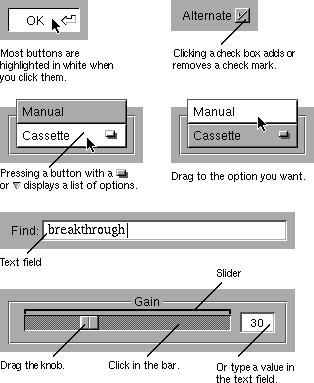 OK
Alternate
Most buttons are
highlighted in white when
you click them.
Clicking a check box adds or
removes a check mark.
Manual
Cassette
Manual
Cassette
Pressing a button with a
or displays a list of options.
Drag to the option you want.
Find: breakthrough
Text field
Slider
Gain
30
Drag the knob.
Click in the bar.
Or type a value in
the text field.